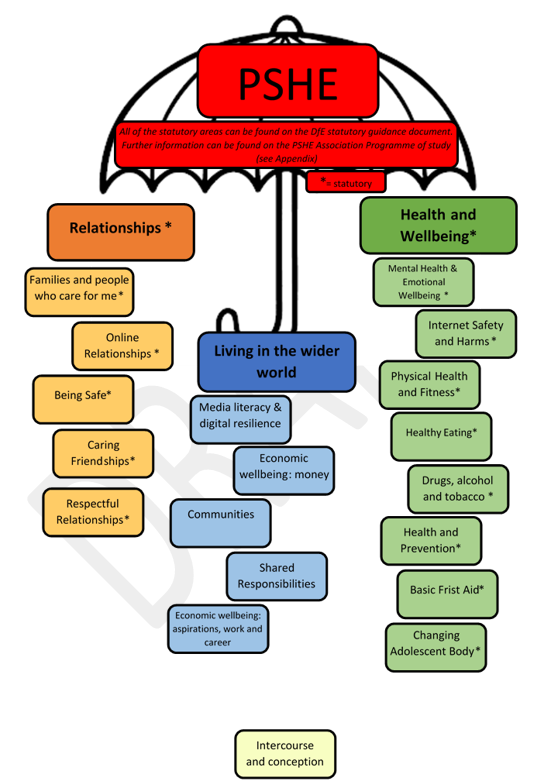 PSHE
All of the statutory areas can be found on the DfE statutory guidance document.
Further information can be found on the PSHE Association Programme of study
(see Appendix)
*= statutory
Relationships *
Families and people
who care for me*
Online
Relationships *
Being Safe*
Caring
Friendships*
Respectful
Relationships*
Living in the wider
world
Media literacy &
digital resilience
Economic
wellbeing: money
Communities
Shared
Responsibilities
Economic wellbeing:
aspirations, work and
career
Health and
Wellbeing*
Mental Health &
Emotional
Wellbeing *
Internet Safety
and Harms *
Physical Health
and Fitness*
Healthy Eating*
Drugs, alcohol
and tobacco *
Health and
Prevention*
Basic Frist Aid*
Changing
Adolescent Body*
Intercourse
and conception